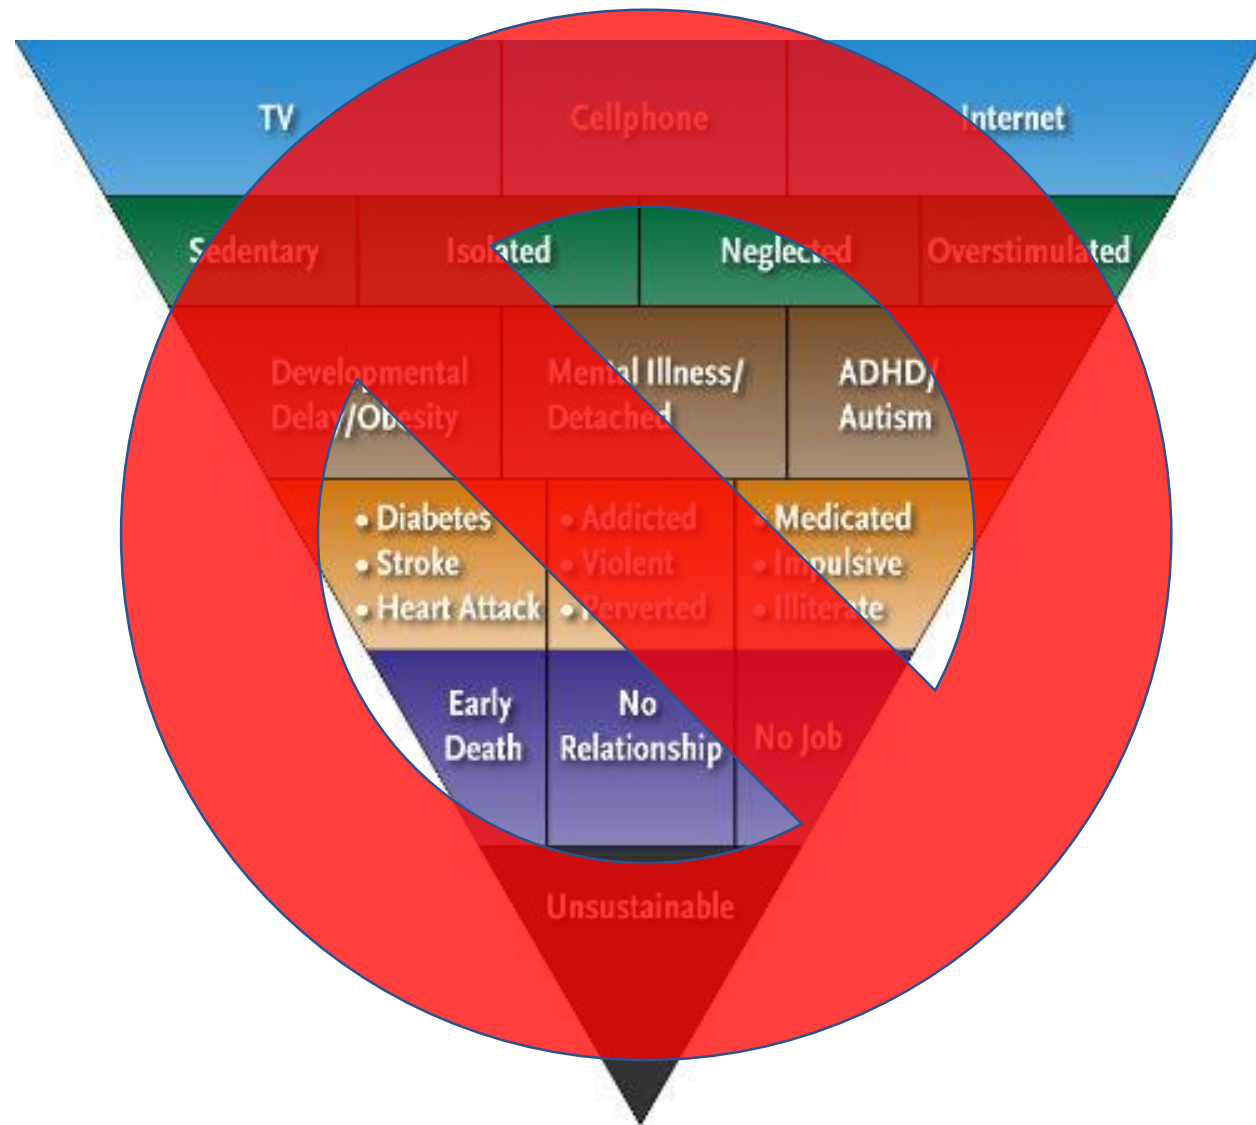 TV
Cellphone
Internet
Sedentary
Isolated
Neglected
Overstimulated
Developmental
Delay/Obesity
Mental Illness/
Detached
ADHD/
Autism
• Diabetes
• Stroke
• Heart Attack
• Addicted
• Violent
• Perverted
• Medicated
• Impulsive
• Illiterate
Early
Death
No
Relationship
No Job
Unsustainable